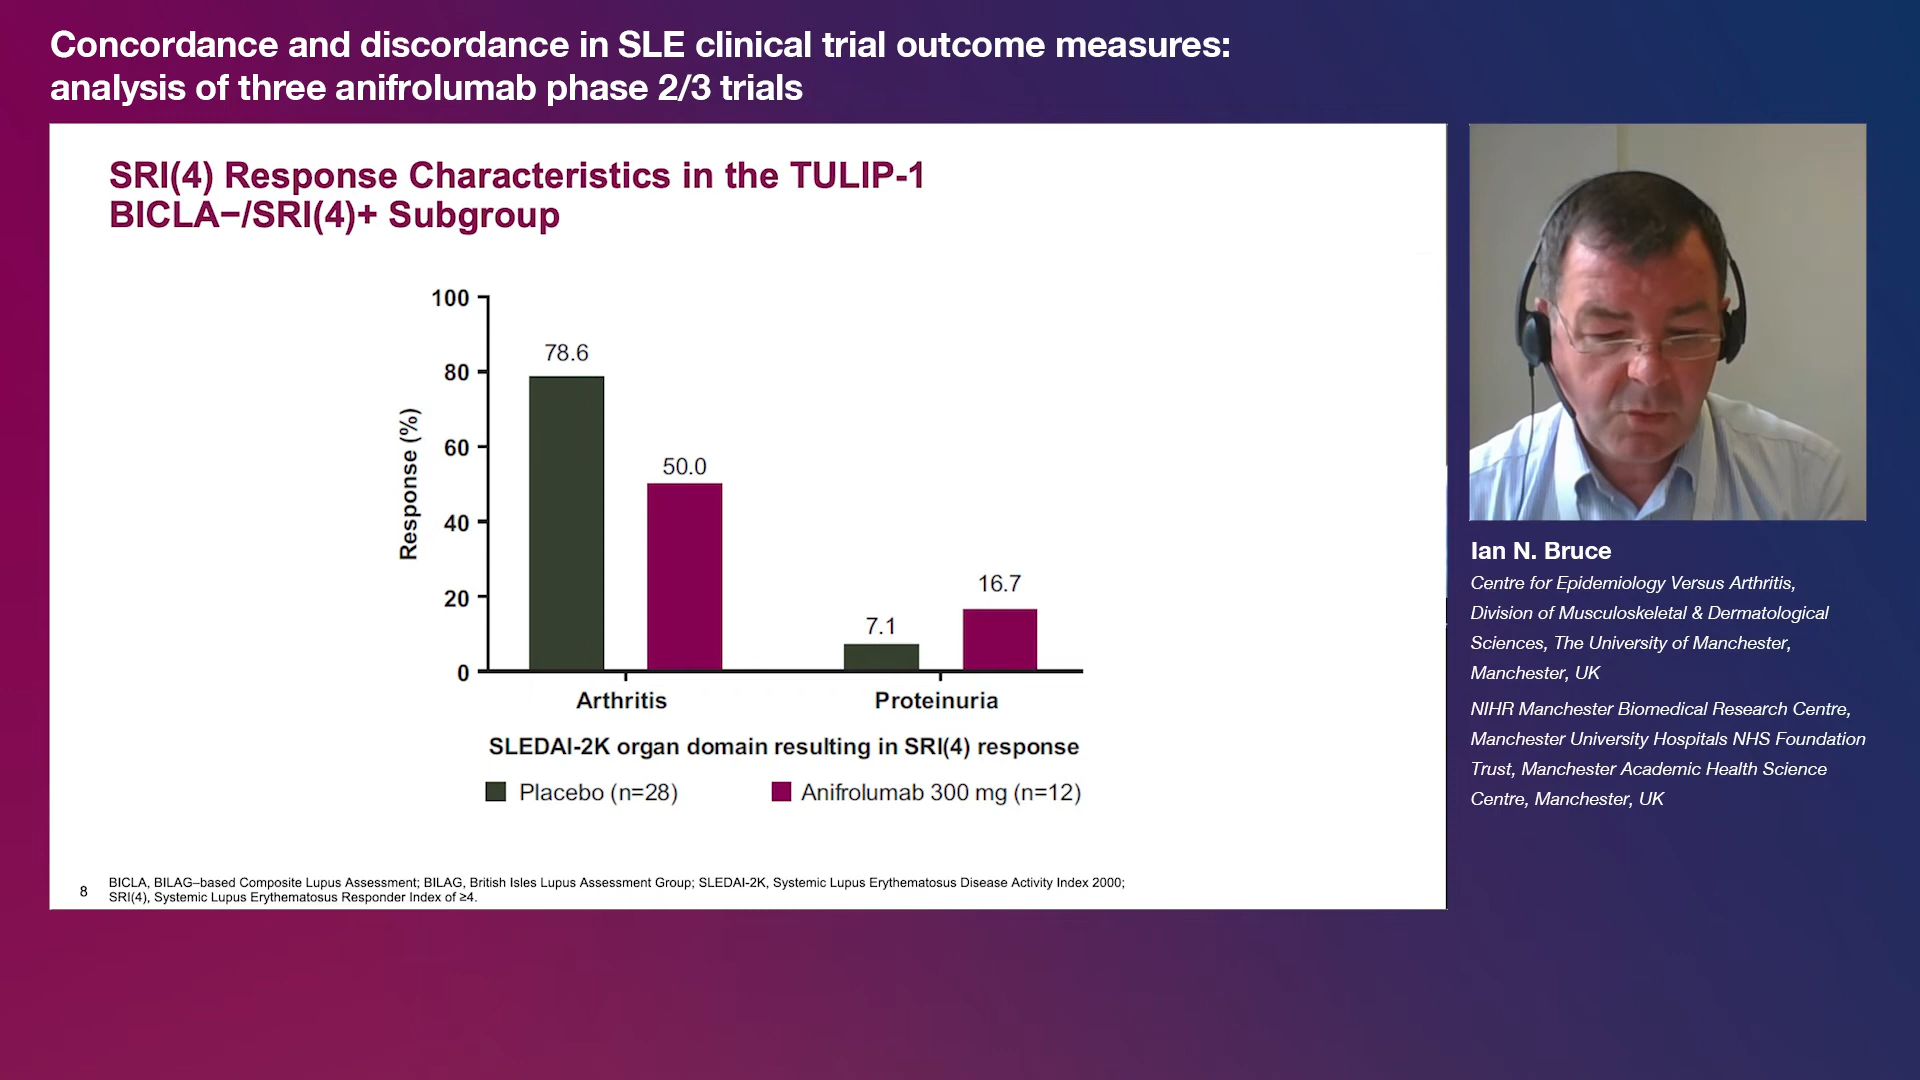 Concordance and discordance in SLE clinical trial outcome measures:
analysis of three anifrolumab phase 2/3 trials
SRI(4) Response Characteristics in the TULIP-1
BICLA−/SRI(4)+ Subgroup
Response (%)
100
80
60
40
20
0
78.6
50.0
7.1
16.7
Arthritis
Proteinuria
SLEDAI-2K organ domain resulting in SRI(4) response
Placebo (n=28)
Anifrolumab 300 mg (n=12)
8
BICLA, BILAG–based Composite Lupus Assessment; BILAG, British Isles Lupus Assessment Group; SLEDAI-2K, Systemic Lupus Erythematosus Disease Activity Index 2000;
SRI(4), Systemic Lupus Erythematosus Responder Index of ≥4.
Ian N. Bruce
Centre for Epidemiology Versus Arthritis,
Division of Musculoskeletal & Dermatological
Sciences, The University of Manchester,
Manchester, UK
NIHR Manchester Biomedical Research Centre,
Manchester University Hospitals NHS Foundation
Trust, Manchester Academic Health Science
Centre, Manchester, UK